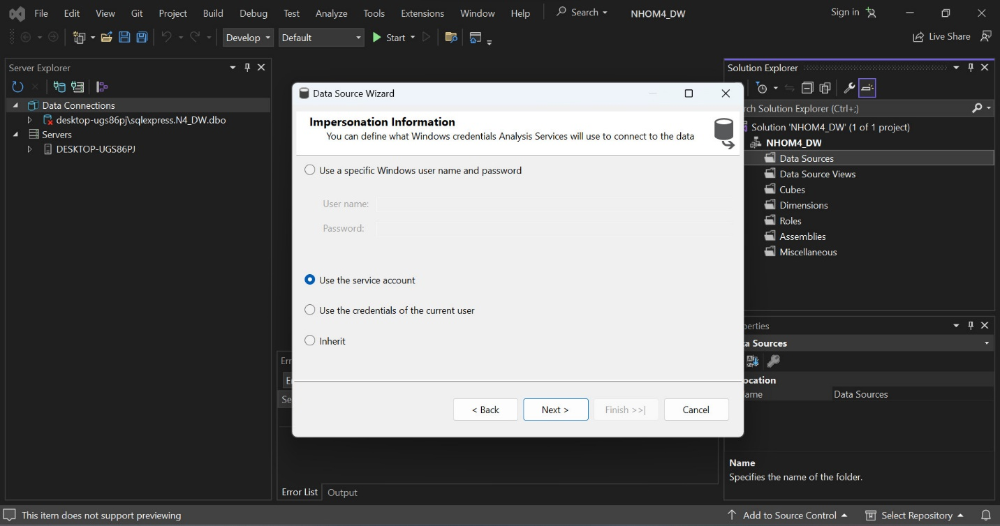 File Edit View Git Project Build Debug Test Analyze Tools Extensions Window Help Search NHOM4_DW Sign in
Develop Default Start Live Share
Server Explorer
Data Connections
desktop-ugs86pj\sqlexpress.N4_DW.dbo
Servers
DESKTOP-UGS86PJ
Data Source Wizard
Impersonation Information
You can define what Windows credentials Analysis Services will use to connect to the data
Use a specific Windows user name and password
User name:
Password:
Use the service account
Use the credentials of the current user
Inherit
< Back Next > Finish >>| Cancel
Err
E
Se
Error List Output
Solution Explorer
rch Solution Explorer (Ctrl+;)
Solution 'NHOM4_DW' (1 of 1 project)
NHOM4_DW
Data Sources
Data Source Views
Cubes
Dimensions
Roles
Assemblies
Miscellaneous
perties
a Sources
ocation
ame Data Sources
Name
Specifies the name of the folder.
This item does not support previewing Add to Source Control Select Repository